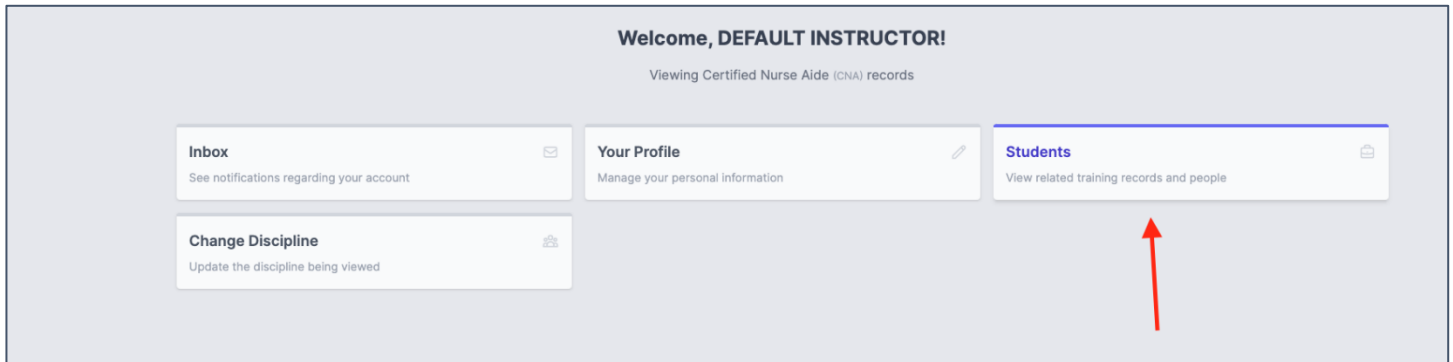 Welcome, DEFAULT INSTRUCTOR!
Viewing Certified Nurse Aide (CNA) records
Inbox
See notifications regarding your account
Your Profile
Manage your personal information
Students
View related training records and people
Change Discipline
Update the discipline being viewed